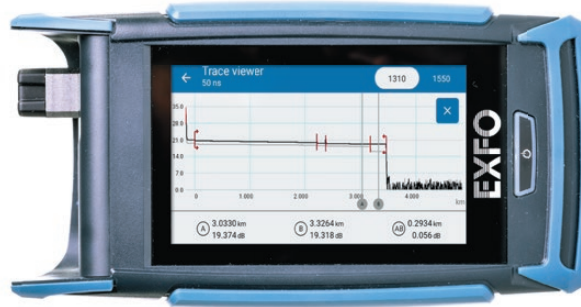 ← Trace viewer
50 ns
1310 1550
×
35.0
28.0
21.0
14.0
7.0
0.0
0 1 000 2 000 3 000 4 000
km
A B
A 3.0330 km
19.374 dB
B 3.3264 km
19.318 dB
AB 0.2934 km
0.056 dB
EXFO